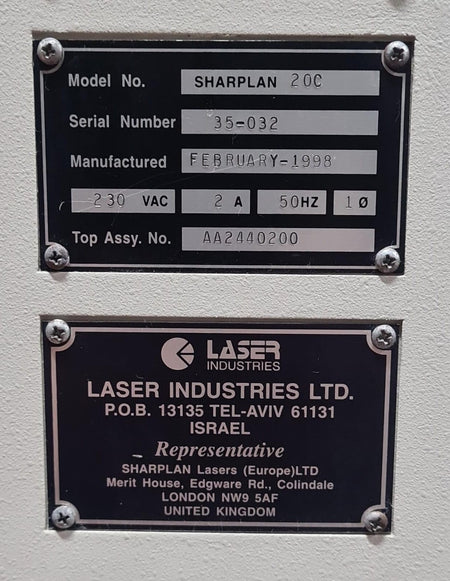 Model No. SHARPLAN 20C
Serial Number 35-032
Manufactured FEBRUARY-1998
230 VAC 2 A 50HZ 1 Ø
Top Assy. No. AA2440200
LASER
INDUSTRIES
LASER INDUSTRIES LTD.
P.O.B. 13135 TEL-AVIV 61131
ISRAEL
Representative
SHARPLAN Lasers (Europe)LTD
Merit House, Edgware Rd., Colindale
LONDON NW9 5AF
UNITED KINGDOM